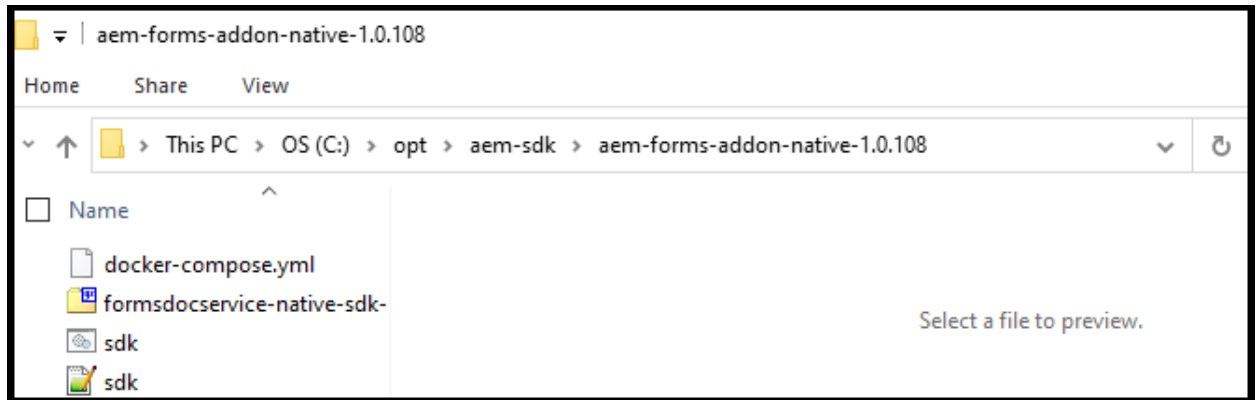 aem-forms-addon-native-1.0.108
Home Share View
This PC > OS (C:) > opt > aem-sdk > aem-forms-addon-native-1.0.108
Name
docker-compose.yml
formsdocservice-native-sdk-
sdk
sdk
Select a file to preview.